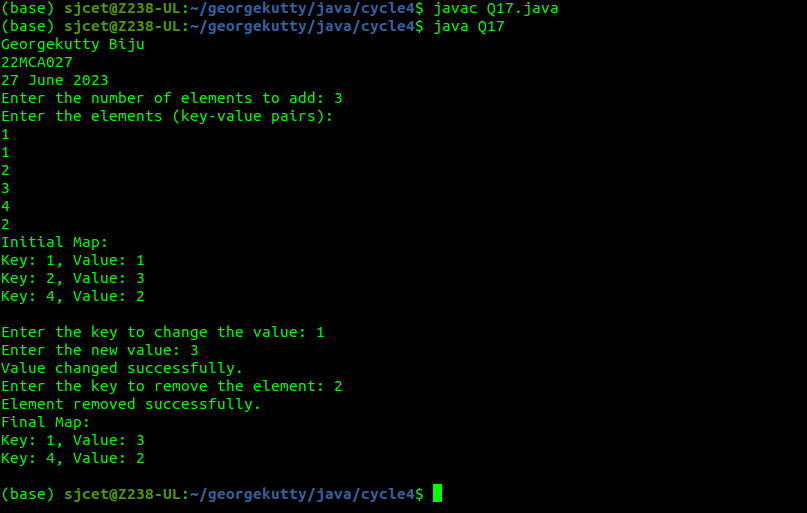 (base) sjcet@Z238-UL:~/georgekutty/java/cycle4$ javac Q17.java
(base) sjcet@Z238-UL:~/georgekutty/java/cycle4$ java Q17
Georgekutty Biju
22MCA027
27 June 2023
Enter the number of elements to add: 3
Enter the elements (key-value pairs):
1
1
2
3
4
2
Initial Map:
Key: 1, Value: 1
Key: 2, Value: 3
Key: 4, Value: 2
Enter the key to change the value: 1
Enter the new value: 3
Value changed successfully.
Enter the key to remove the element: 2
Element removed successfully.
Final Map:
Key: 1, Value: 3
Key: 4, Value: 2
(base) sjcet@Z238-UL:~/georgekutty/java/cycle4$